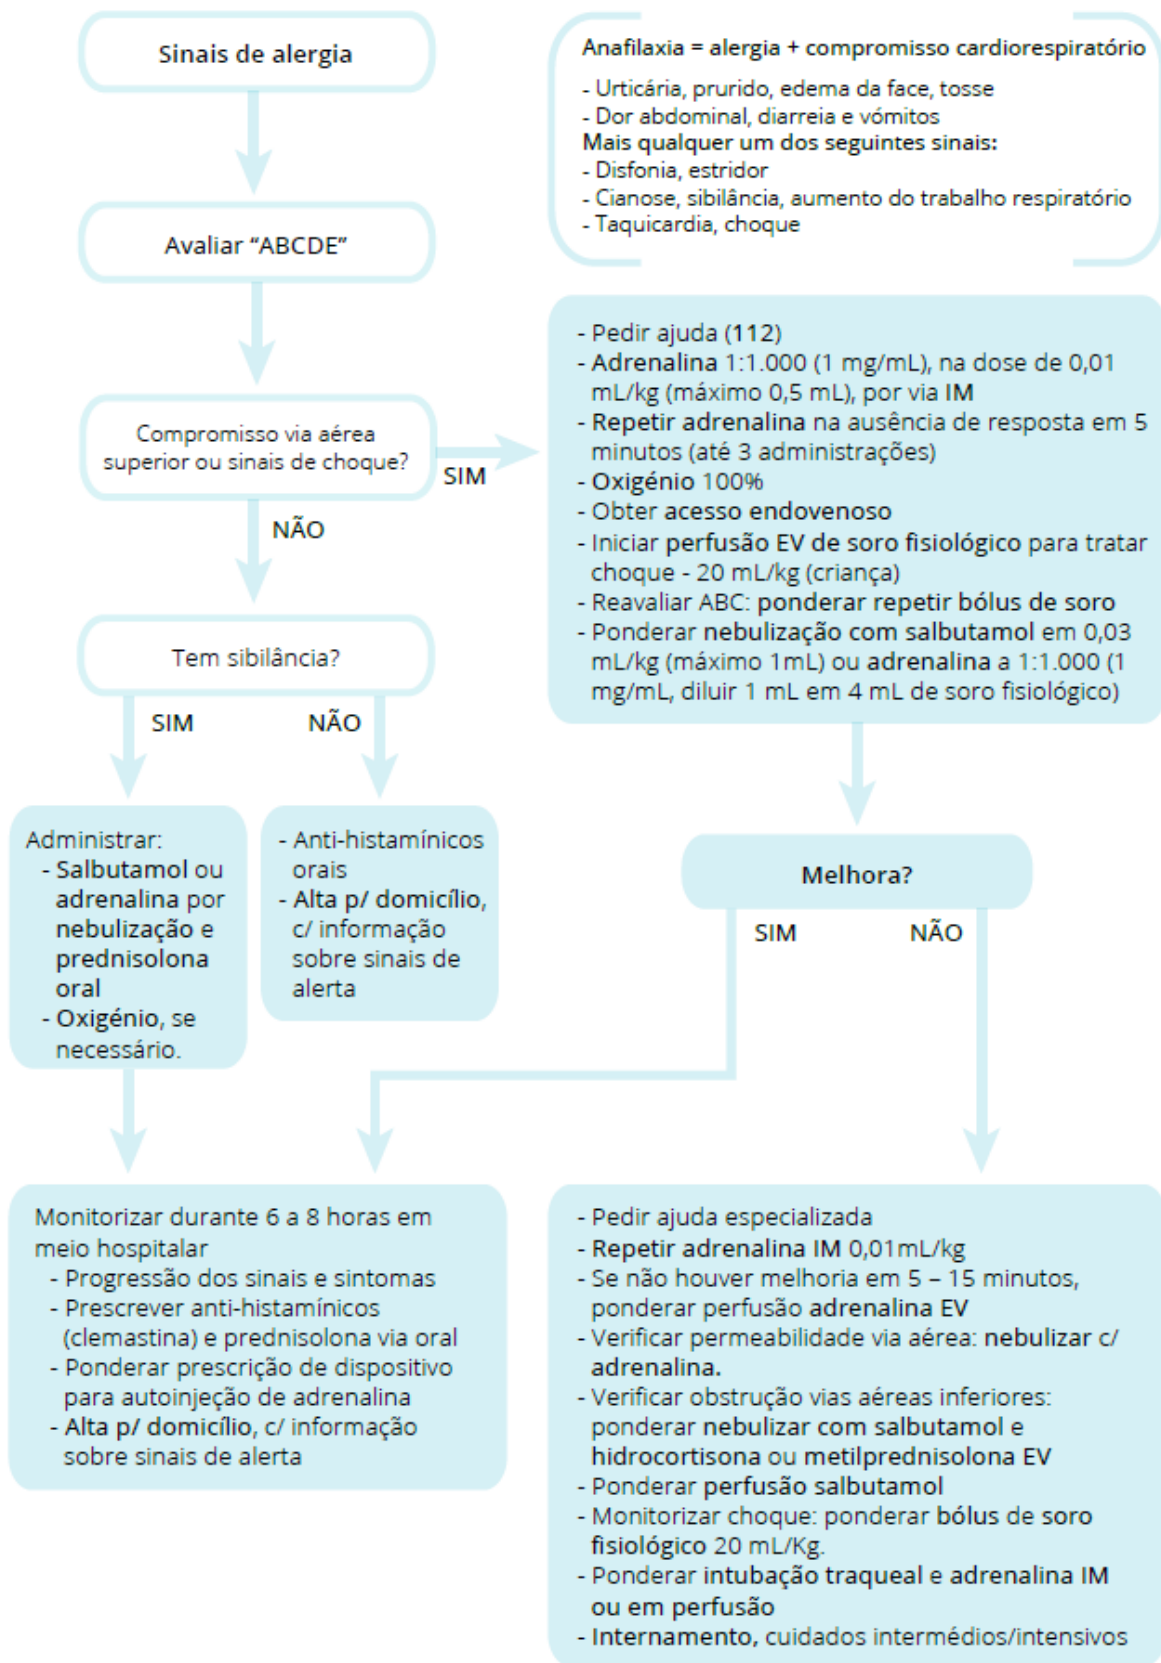 Sinais de alergia
Anafilaxia = alergia + compromisso cardiorespiratório
- Urticária, prurido, edema da face, tosse
- Dor abdominal, diarreia e vómitos
Mais qualquer um dos seguintes sinais:
- Disfonia, estridor
- Cianose, sibilância, aumento do trabalho respiratório
- Taquicardia, choque
Avaliar “ABCDE”
Compromisso via aérea
superior ou sinais de choque?
SIM
NÃO
- Pedir ajuda (112)
- Adrenalina 1:1.000 (1 mg/mL), na dose de 0,01
mL/kg (máximo 0,5 mL), por via IM
- Repetir adrenalina na ausência de resposta em 5
minutos (até 3 administrações)
- Oxigénio 100%
- Obter acesso endovenoso
- Iniciar perfusão EV de soro fisiológico para tratar
choque - 20 mL/kg (criança)
- Reavaliar ABC: ponderar repetir bólus de soro
- Ponderar nebulização com salbutamol em 0,03
mL/kg (máximo 1mL) ou adrenalina a 1:1.000 (1
mg/mL, diluir 1 mL em 4 mL de soro fisiológico)
Tem sibilância?
SIM
NÃO
Administrar:
- Salbutamol ou
adrenalina por
nebulização e
prednisolona
oral
- Oxigénio, se
necessário.
- Anti-histamínicos
orais
- Alta p/ domicílio,
c/ informação
sobre sinais de
alerta
Melhora?
SIM
NÃO
Monitorizar durante 6 a 8 horas em
meio hospitalar
- Progressão dos sinais e sintomas
- Prescrever anti-histamínicos
(clemastina) e prednisolona via oral
- Ponderar prescrição de dispositivo
para autoinjeção de adrenalina
- Alta p/ domicílio, c/ informação
sobre sinais de alerta
- Pedir ajuda especializada
- Repetir adrenalina IM 0,01mL/kg
- Se não houver melhoria em 5 – 15 minutos,
ponderar perfusão adrenalina EV
- Verificar permeabilidade via aérea: nebulizar c/
adrenalina.
- Verificar obstrução vias aéreas inferiores:
ponderar nebulizar com salbutamol e
hidrocortisona ou metilprednisolona EV
- Ponderar perfusão salbutamol
- Monitorizar choque: ponderar bólus de soro
fisiológico 20 mL/Kg.
- Ponderar intubação traqueal e adrenalina IM
ou em perfusão
- Internamento, cuidados intermédios/intensivos